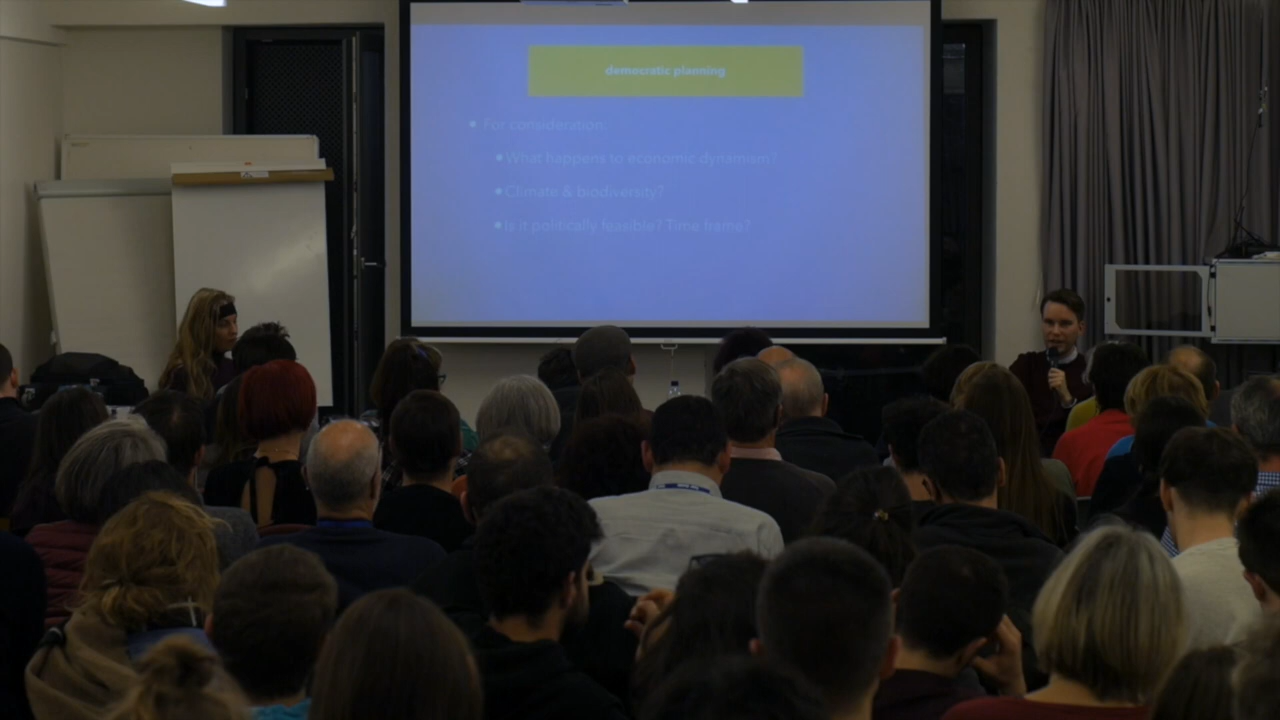 democratic planning
• For consideration:
• What happens to economic dynamism?
• Climate & biodiversity?
• Is it politically feasible? Time frame?